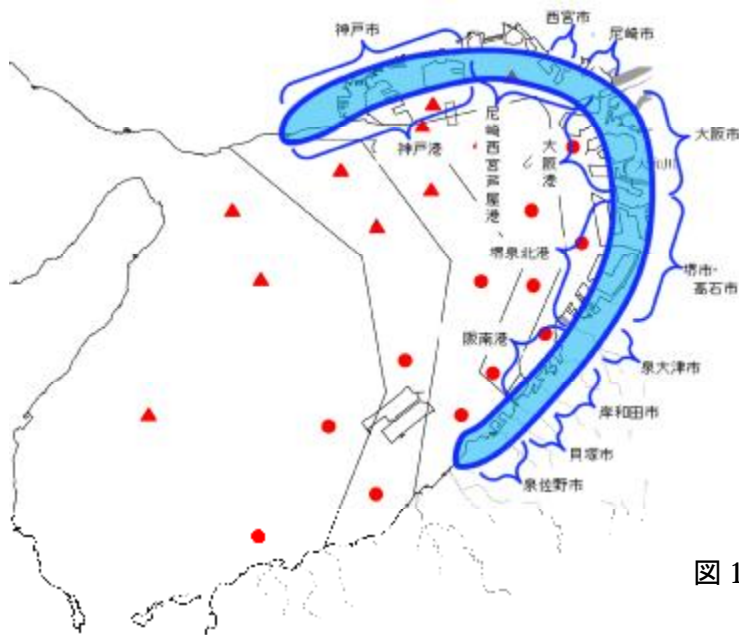 西宮市
神戸市
尼崎市
大阪市
神戸港
尼崎西宮芦屋港
大阪港
堺泉北港
堺市・
高石市
阪南港
泉大津市
岸和田市
貝塚市
泉佐野市
図 1